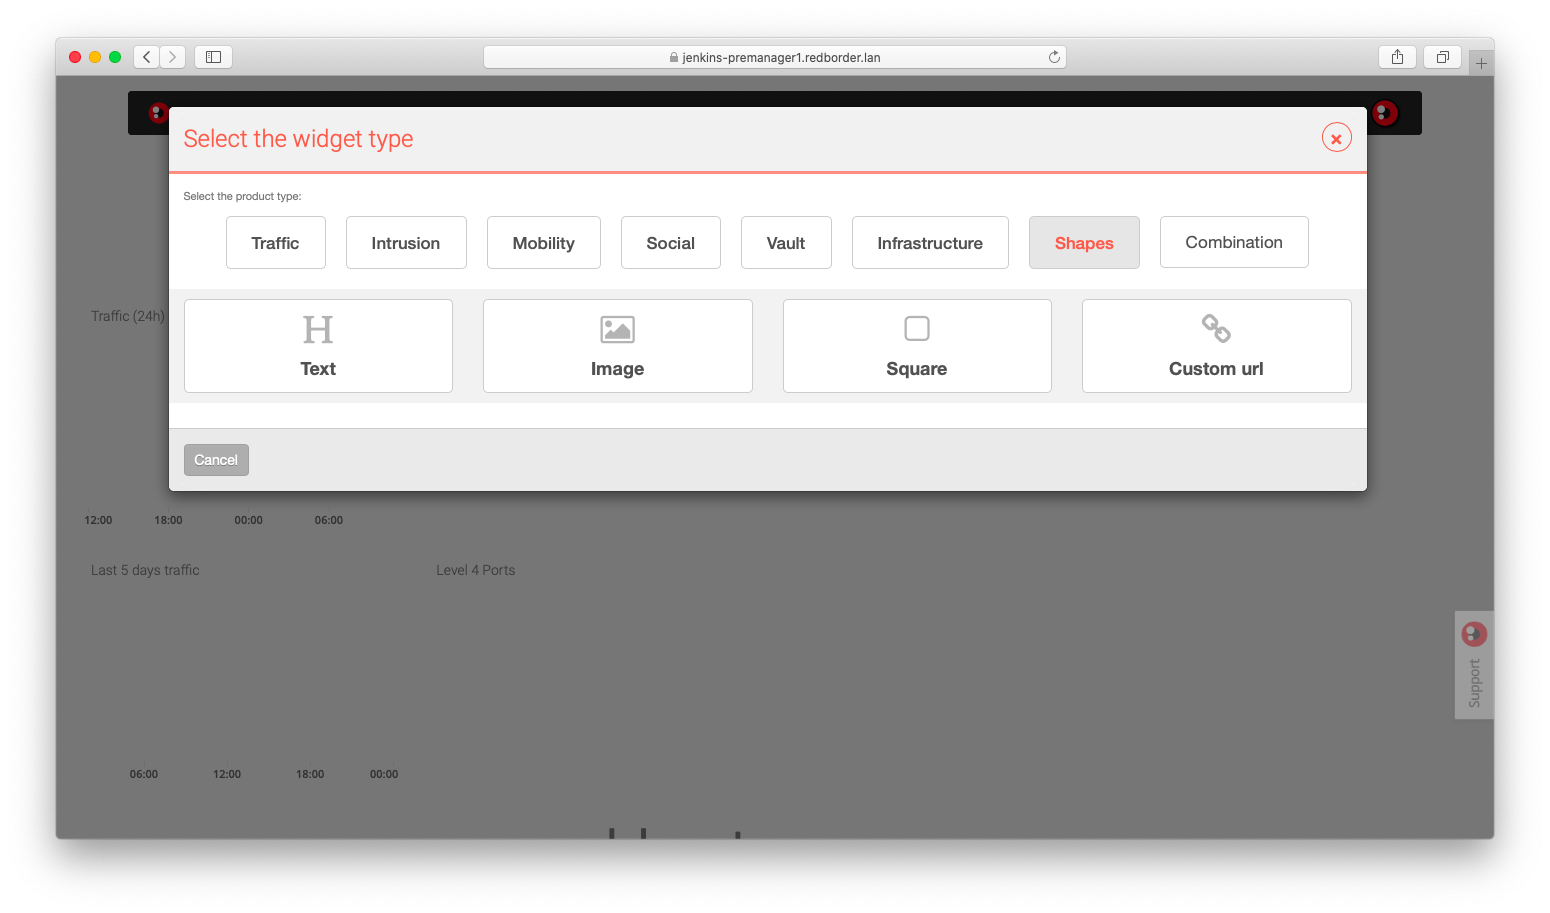 jenkins-premanager1.redborder.lan
Select the widget type
Select the product type:
Traffic Intrusion Mobility Social Vault Infrastructure Shapes Combination
Traffic (24h)
H
Text Image Square Custom url
Cancel
12:00 18:00 00:00 06:00
Last 5 days traffic Level 4 Ports
Support
06:00 12:00 18:00 00:00